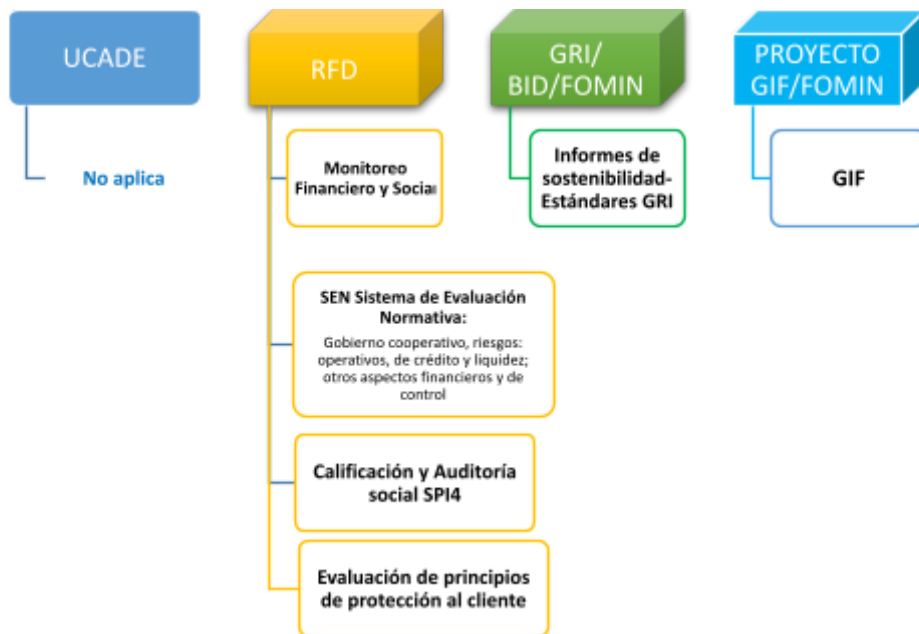 UCADE
No aplica
RFD
Monitoreo
Financiero y Social
SEN Sistema de Evaluación
Normativa:
Gobierno cooperativo, riesgos:
operativos, de crédito y liquidez;
otros aspectos financieros y de
control
Calificación y Auditoría
social SPI4
Evaluación de principios
de protección al cliente
GRI/
BID/FOMIN
Informes de
sostenibilidad-
Estándares GRI
PROYECTO
GIF/FOMIN
GIF